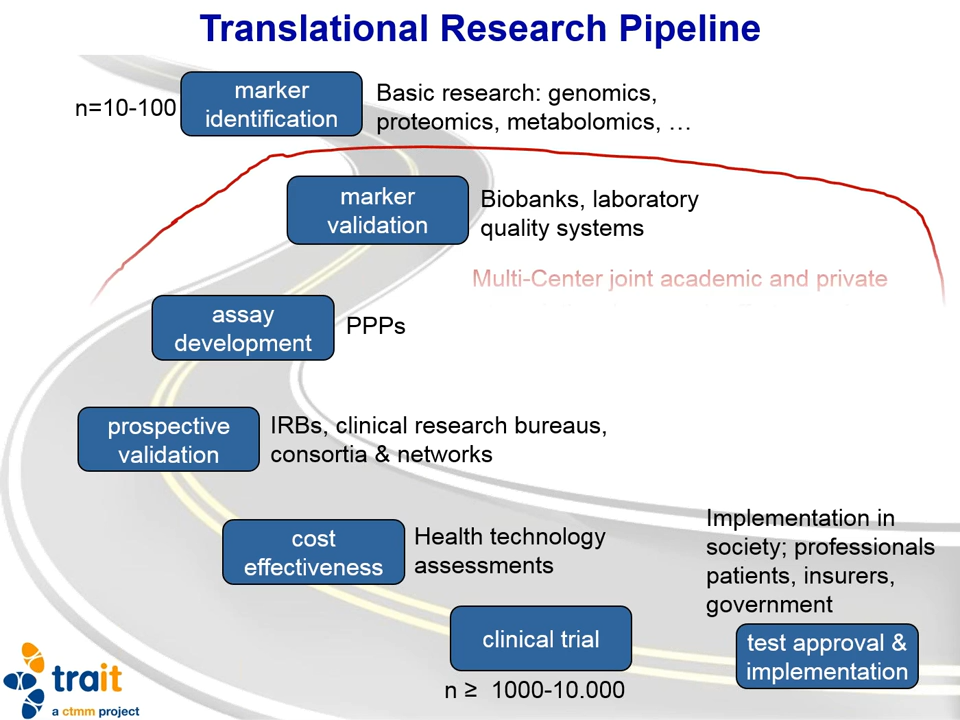 Translational Research Pipeline
n=10-100
marker
identification
Basic research: genomics,
proteomics, metabolomics, …
marker
validation
Biobanks, laboratory
quality systems
Multi-Center joint academic and private
assay
development
PPPs
prospective
validation
IRBs, clinical research bureaus,
consortia & networks
cost
effectiveness
Health technology
assessments
Implementation in
society; professionals
patients, insurers,
government
clinical trial
n ≥ 1000-10.000
test approval &
implementation
trait
a ctmm project